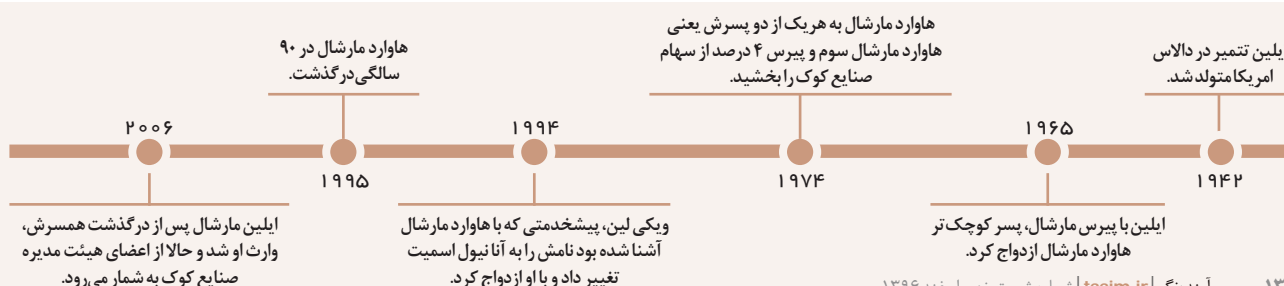 یلین تتمیر در دالاس
امریکا متولد شد.
۱۹۴۲
۱۹۶۵
ایلین با پیرس مارشال، پسر کوچک تر
هاوارد مارشال ازدواج کرد.
هاوارد مارشال به هریک از دو پسرش یعنی
هاوارد مارشال سوم و پیرس ۴ درصد از سهام
صنایع کوک را بخشید.
۱۹۷۴
۱۹۹۴
ویکی لین، پیشخدمتی که با هاوارد مارشال
آشنا شده بود نامش را به آنا نیول اسمیت
تغییر داد و با او ازدواج کرد.
هاوارد مارشال در ۹۰
سالگی درگذشت.
۱۹۹۵
۲۰۰۶
ایلین مارشال پس از درگذشت همسرش،
وارث او شد و حالا از اعضای هیئت مدیره
صنایع کوک به شمار می‌رود.